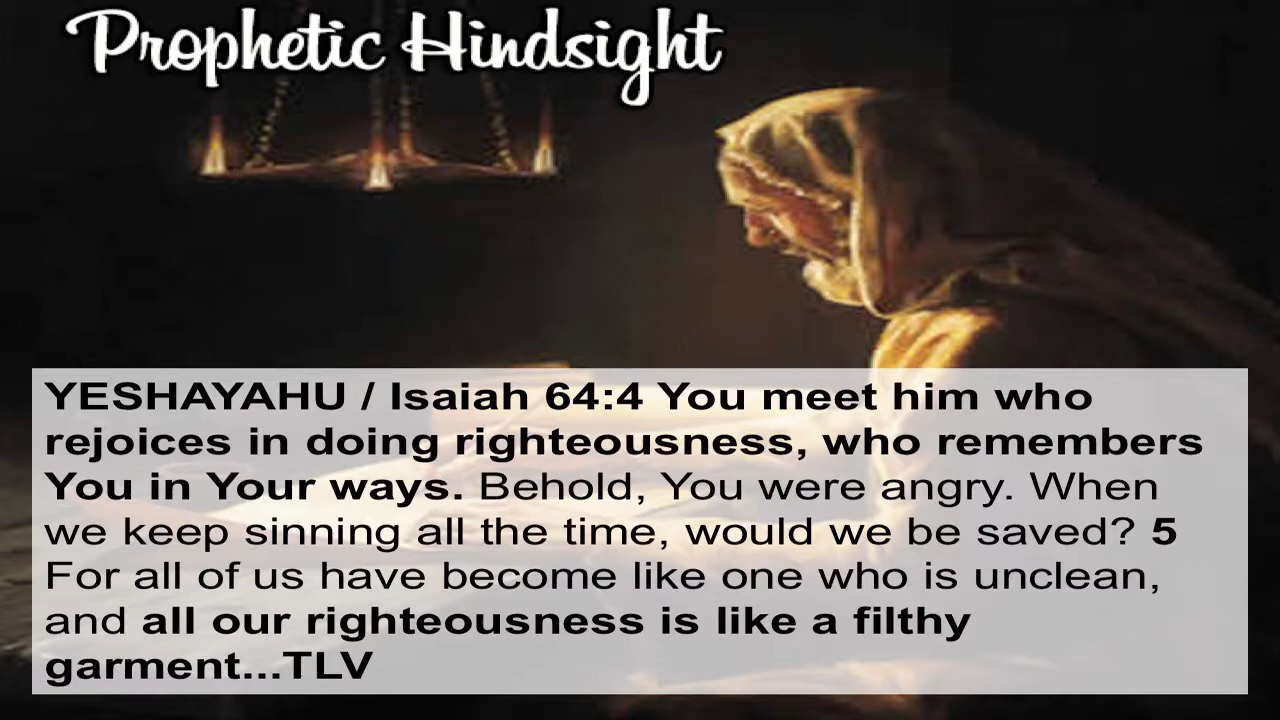 Prophetic Hindsight
YESHAYAHU / Isaiah 64:4 You meet him who
rejoices in doing righteousness, who remembers
You in Your ways. Behold, You were angry. When
we keep sinning all the time, would we be saved? 5
For all of us have become like one who is unclean,
and all our righteousness is like a filthy
garment...TLV